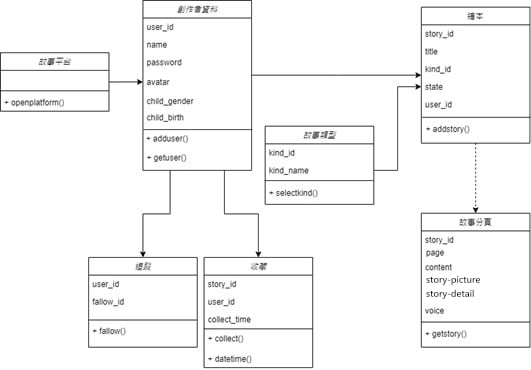 故事平台
+ openplatform()
創作者資料
user_id
name
password
avatar
child_gender
child_birth
+ adduser()
+ getuser()
繪本
story_id
title
kind_id
state
user_id
+ addstory()
故事類型
kind_id
kind_name
+ selectkind()
追蹤
user_id
fallow_id
+ fallow()
收藏
story_id
user_id
collect_time
+ collect()
+ datetime()
故事分頁
story_id
page
content
story-picture
story-detail
voice
+ getstory()